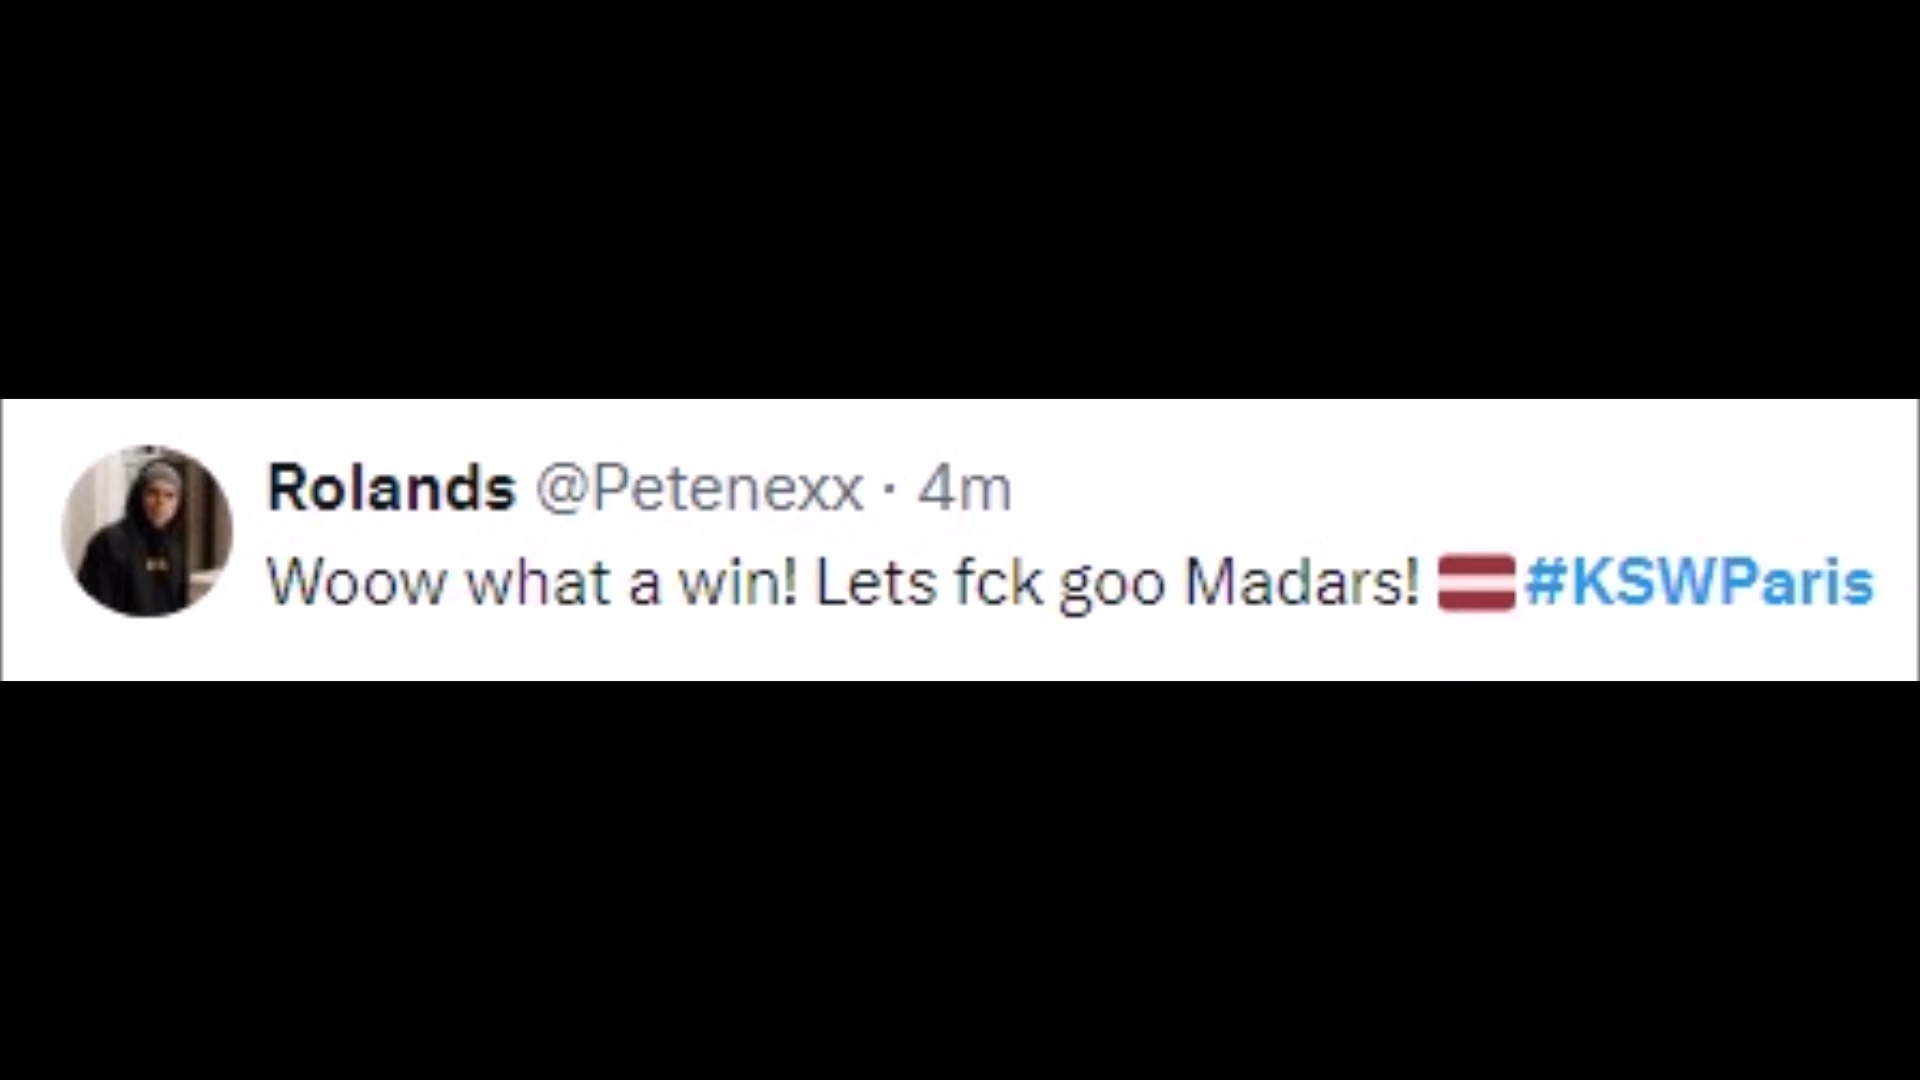 Rolands @Petenexx · 4m
Woow what a win! Lets fck goo Madars! 🇱🇻#KSWParis